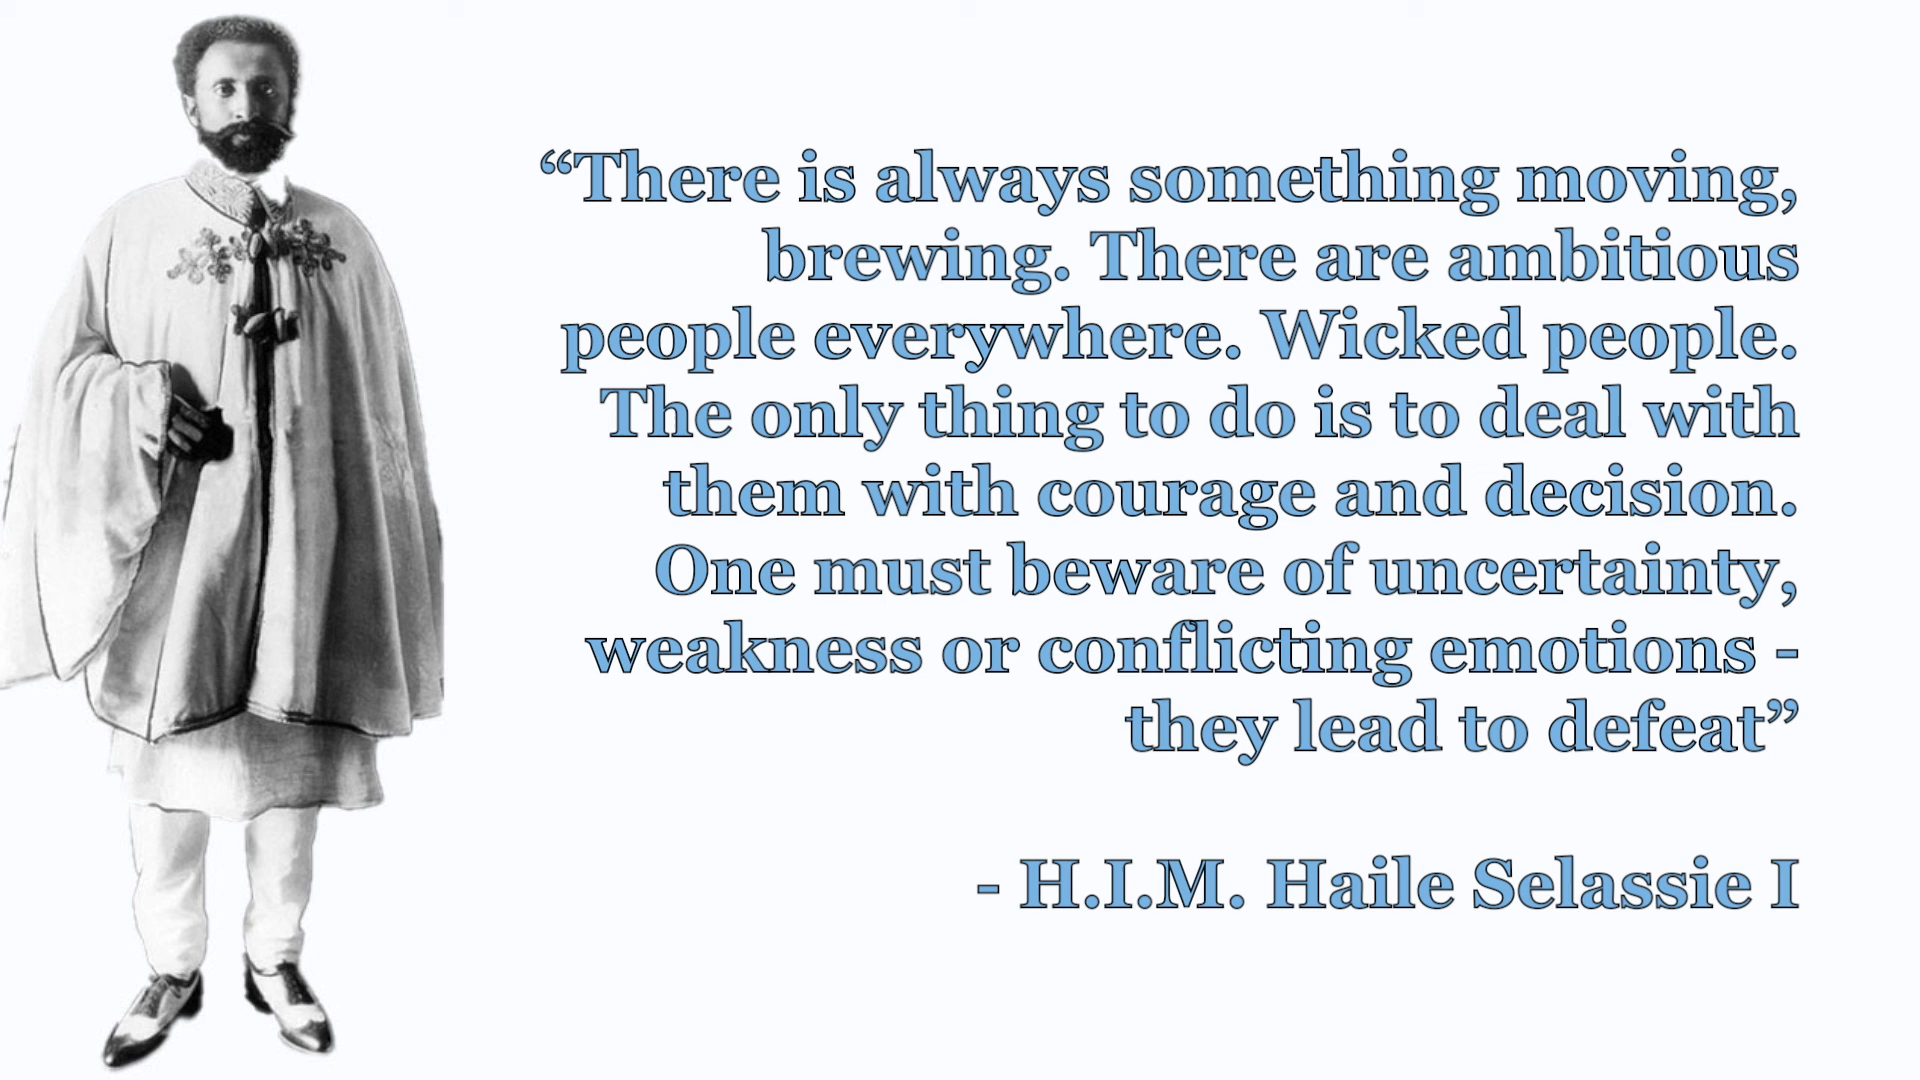 “There is always something moving,
brewing. There are ambitious
people everywhere. Wicked people.
The only thing to do is to deal with
them with courage and decision.
One must beware of uncertainty,
weakness or conflicting emotions -
they lead to defeat”
- H.I.M. Haile Selassie I